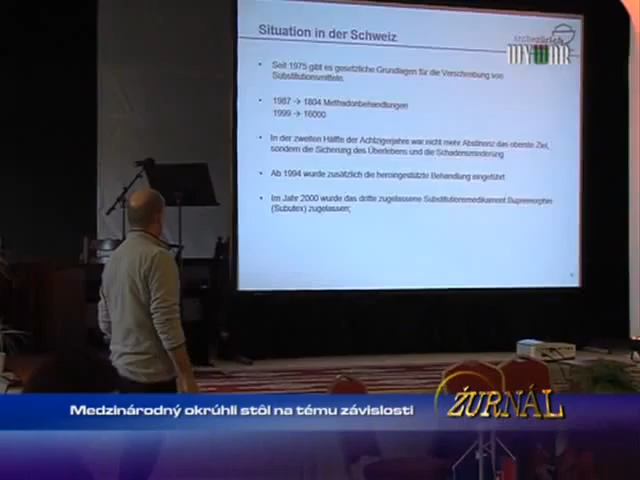 Situation in der Schweiz
Seit 1975 gibt es gesetzliche Grundlagen für die Verschreibung von
Substitutionsmitteln.
1987 → 1804 Methadonbehandlungen
1999 → 16000
In der zweiten Hälfte der Achtzigerjahre war nicht mehr Abstinenz das oberste Ziel,
sondern die Sicherung des Überlebens und die Schadensminderung
Ab 1994 wurde zusätzlich die heroingestützte Behandlung eingeführt
Im Jahr 2000 wurde das dritte zugelassene Substitutionsmedikament Buprenorphin
(Subutex) zugelassen;
Medzinárodný okrúhli stôl na tému závislosti
ŽURNÁL